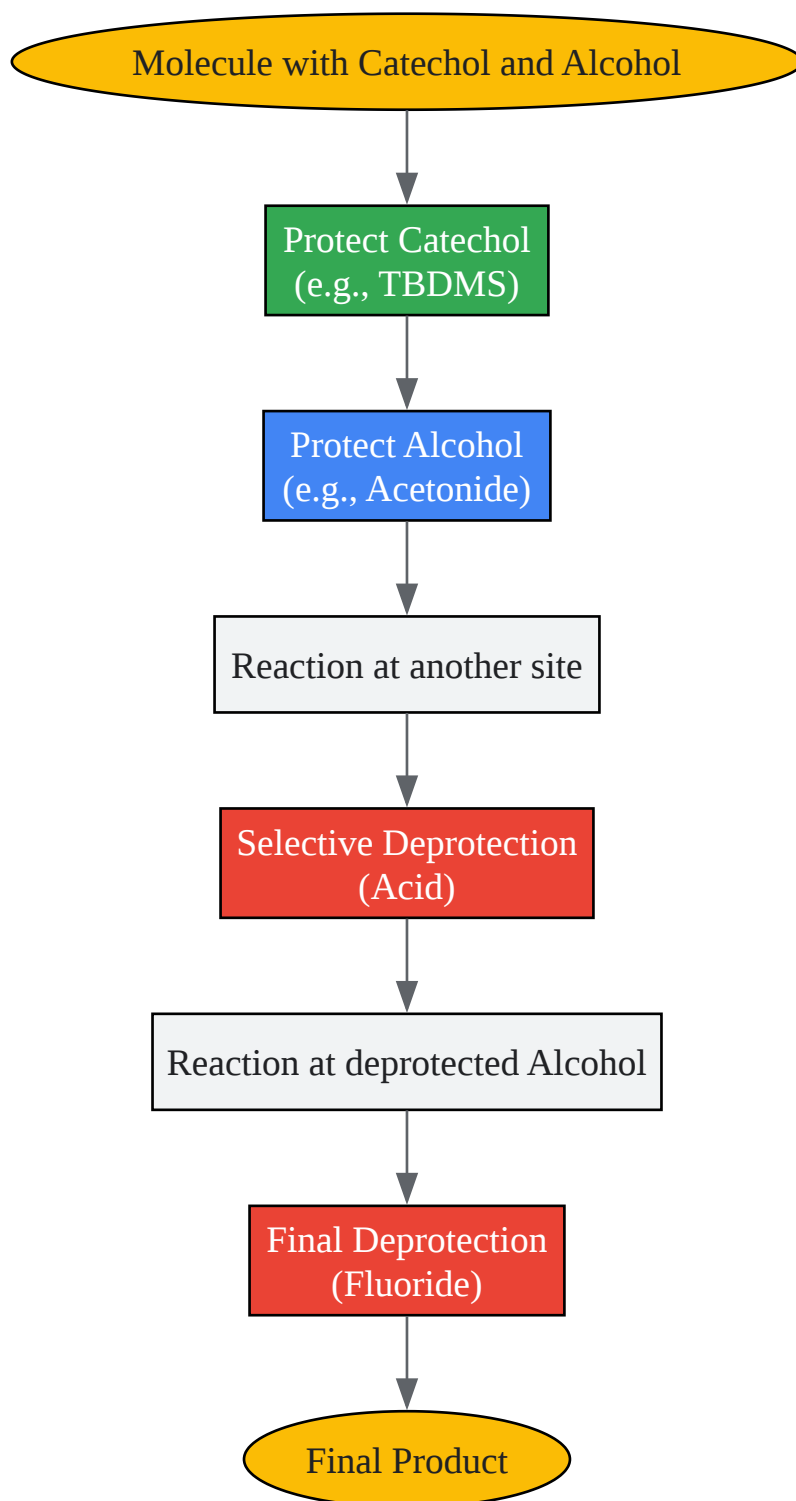 Molecule with Catechol and Alcohol
Protect Catechol
(e.g., TBDMS)
Protect Alcohol
(e.g., Acetonide)
Reaction at another site
Selective Deprotection
(Acid)
Reaction at deprotected Alcohol
Final Deprotection
(Fluoride)
Final Product